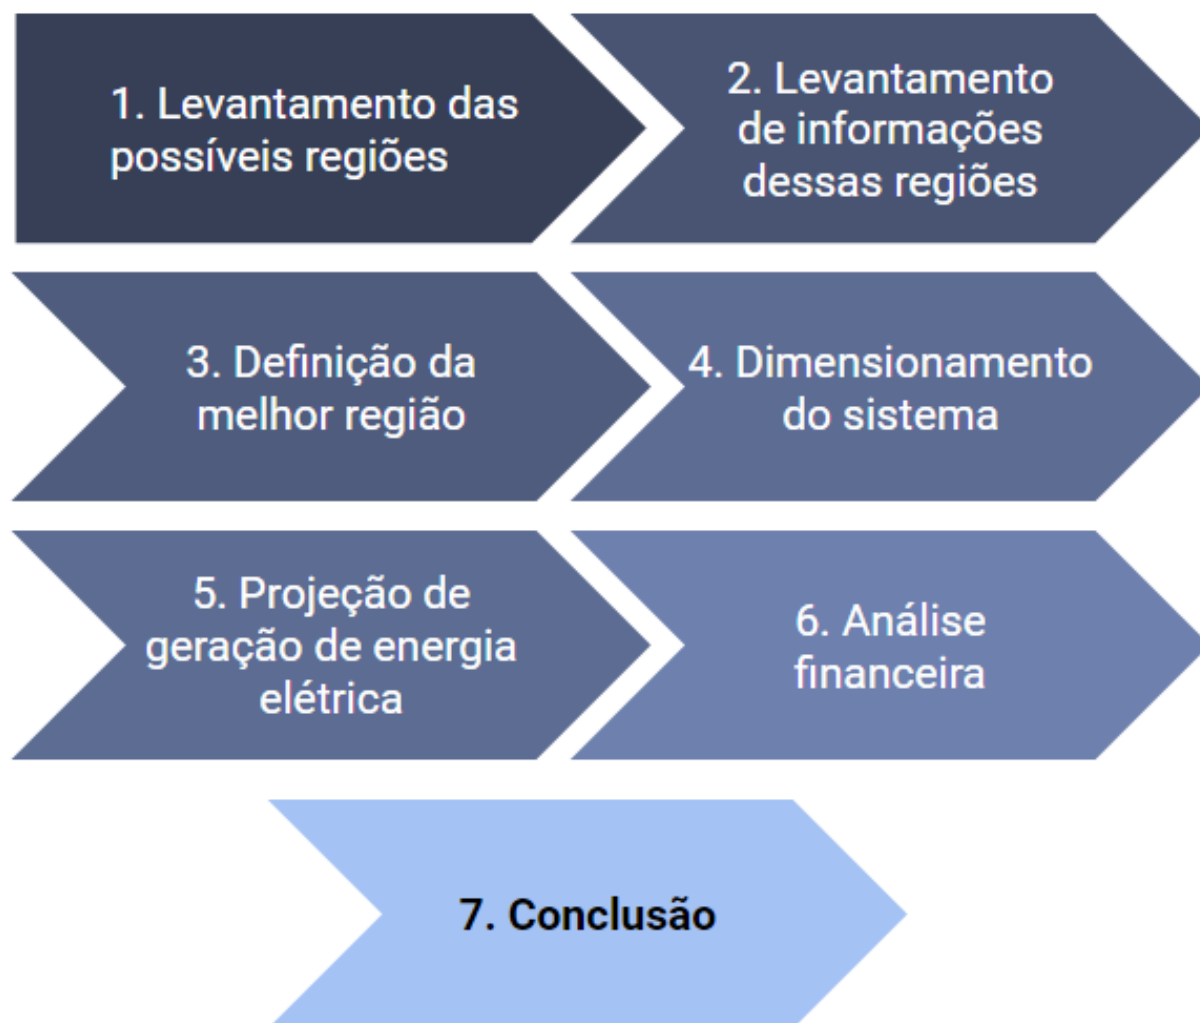 1. Levantamento das
possíveis regiões
2. Levantamento
de informações
dessas regiões
3. Definição da
melhor região
4. Dimensionamento
do sistema
5. Projeção de
geração de energia
elétrica
6. Análise
financeira
7. Conclusão